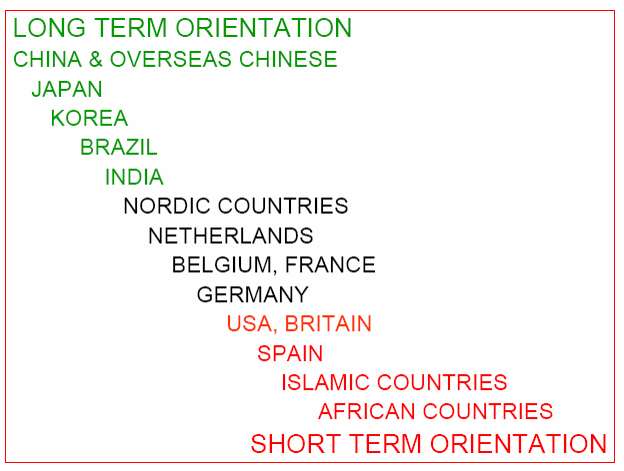 LONG TERM ORIENTATION
CHINA & OVERSEAS CHINESE
JAPAN
KOREA
BRAZIL
INDIA
NORDIC COUNTRIES
NETHERLANDS
BELGIUM, FRANCE
GERMANY
USA, BRITAIN
SPAIN
ISLAMIC COUNTRIES
AFRICAN COUNTRIES
SHORT TERM ORIENTATION